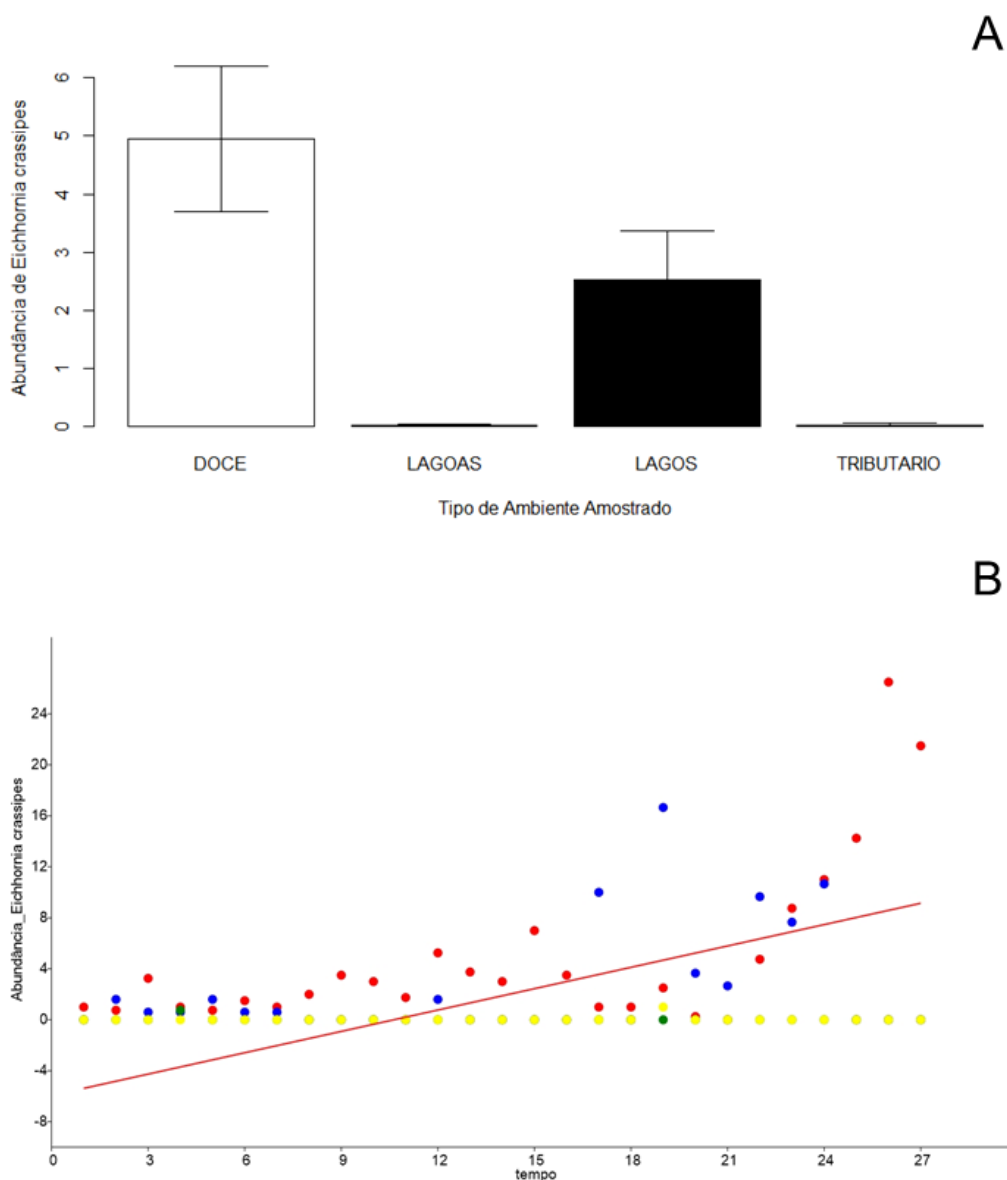 A
Abundância de Eichhornia crassipes
6
5
4
3
2
1
0
DOCE LAGOAS LAGOS TRIBUTARIO
Tipo de Ambiente Amostrado
B
Abundância_Eichhornia crassipes
24
20
16
12
8
4
0
-4
-8
0 3 6 9 12 15 18 21 24 27
tempo